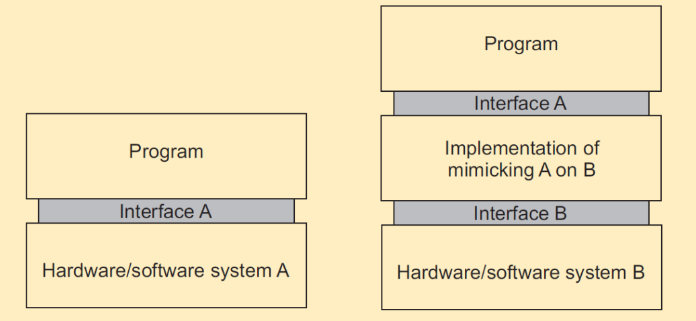 Program
Interface A
Hardware/software system A
Program
Interface A
Implementation of
mimicking A on B
Interface B
Hardware/software system B